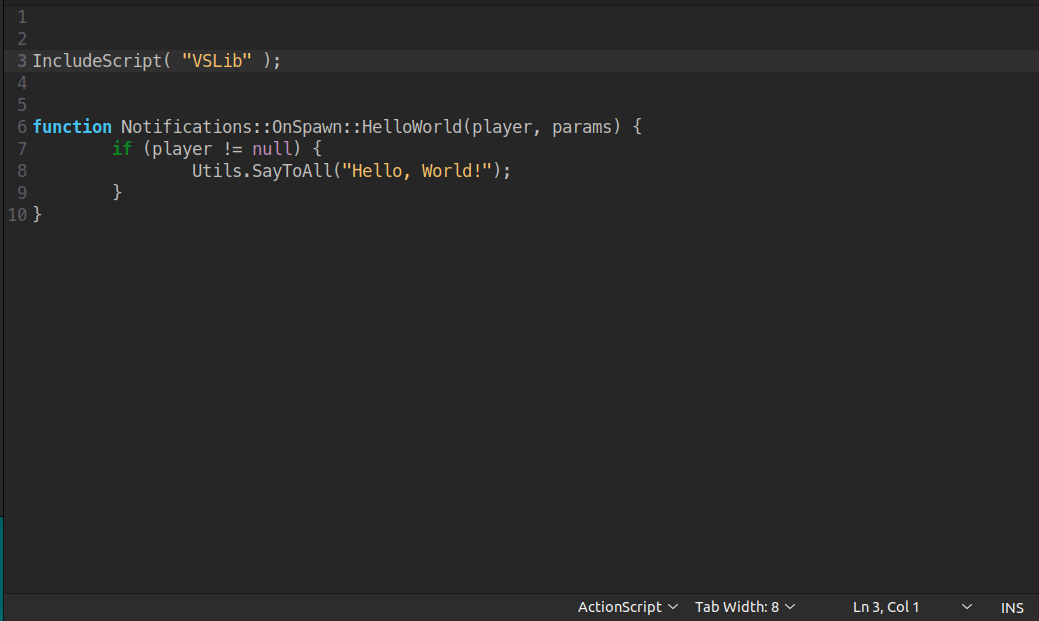 1
2
3 IncludeScript( "VSLib" );
4
5
6 function Notifications::OnSpawn::HelloWorld(player, params) {
7 if (player != null) {
8 Utils.SayToAll("Hello, World!");
9 }
10 }
ActionScript Tab Width: 8 Ln 3, Col 1 INS